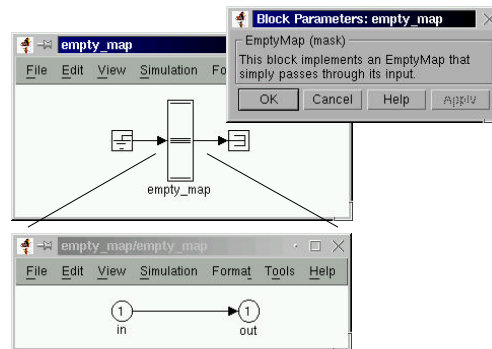 empty_map
File Edit View Simulation Fo
empty_map
Block Parameters: empty_map
EmptyMap (mask)
This block implements an EmptyMap that
simply passes through its input.
OK Cancel Help Apply
empty_map/empty_map
File Edit View Simulation Format Tools Help
1 1
in out